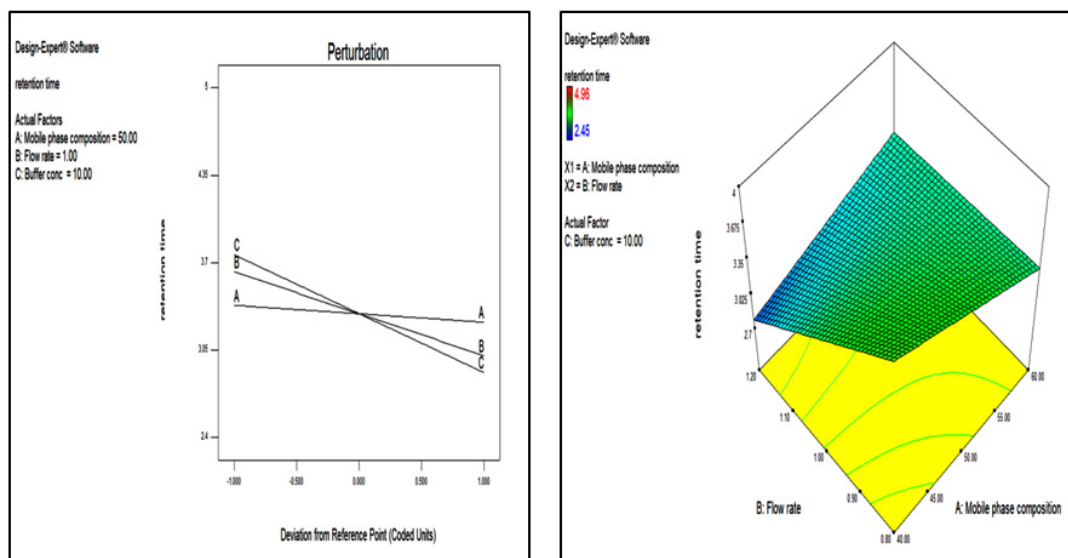 Design-Expert® Software
retention time
Actual Factors
A: Mobile phase composition = 50.00
B: Flow rate = 1.00
C: Buffer conc = 10.00
Perturbation
5
4.35
3.7
3.05
2.4
retention time
C
B
A
A
B
C
-1.000
-0.500
0.000
0.500
1.000
Deviation from Reference Point (Coded Units)
Design-Expert® Software
retention time
4.96
2.45
X1 = A: Mobile phase composition
X2 = B: Flow rate
Actual Factor
C: Buffer conc = 10.00
4
3.675
3.35
3.025
2.7
retention time
1.20
1.10
1.00
0.90
0.80
40.00
45.00
50.00
55.00
60.00
B: Flow rate
A: Mobile phase composition